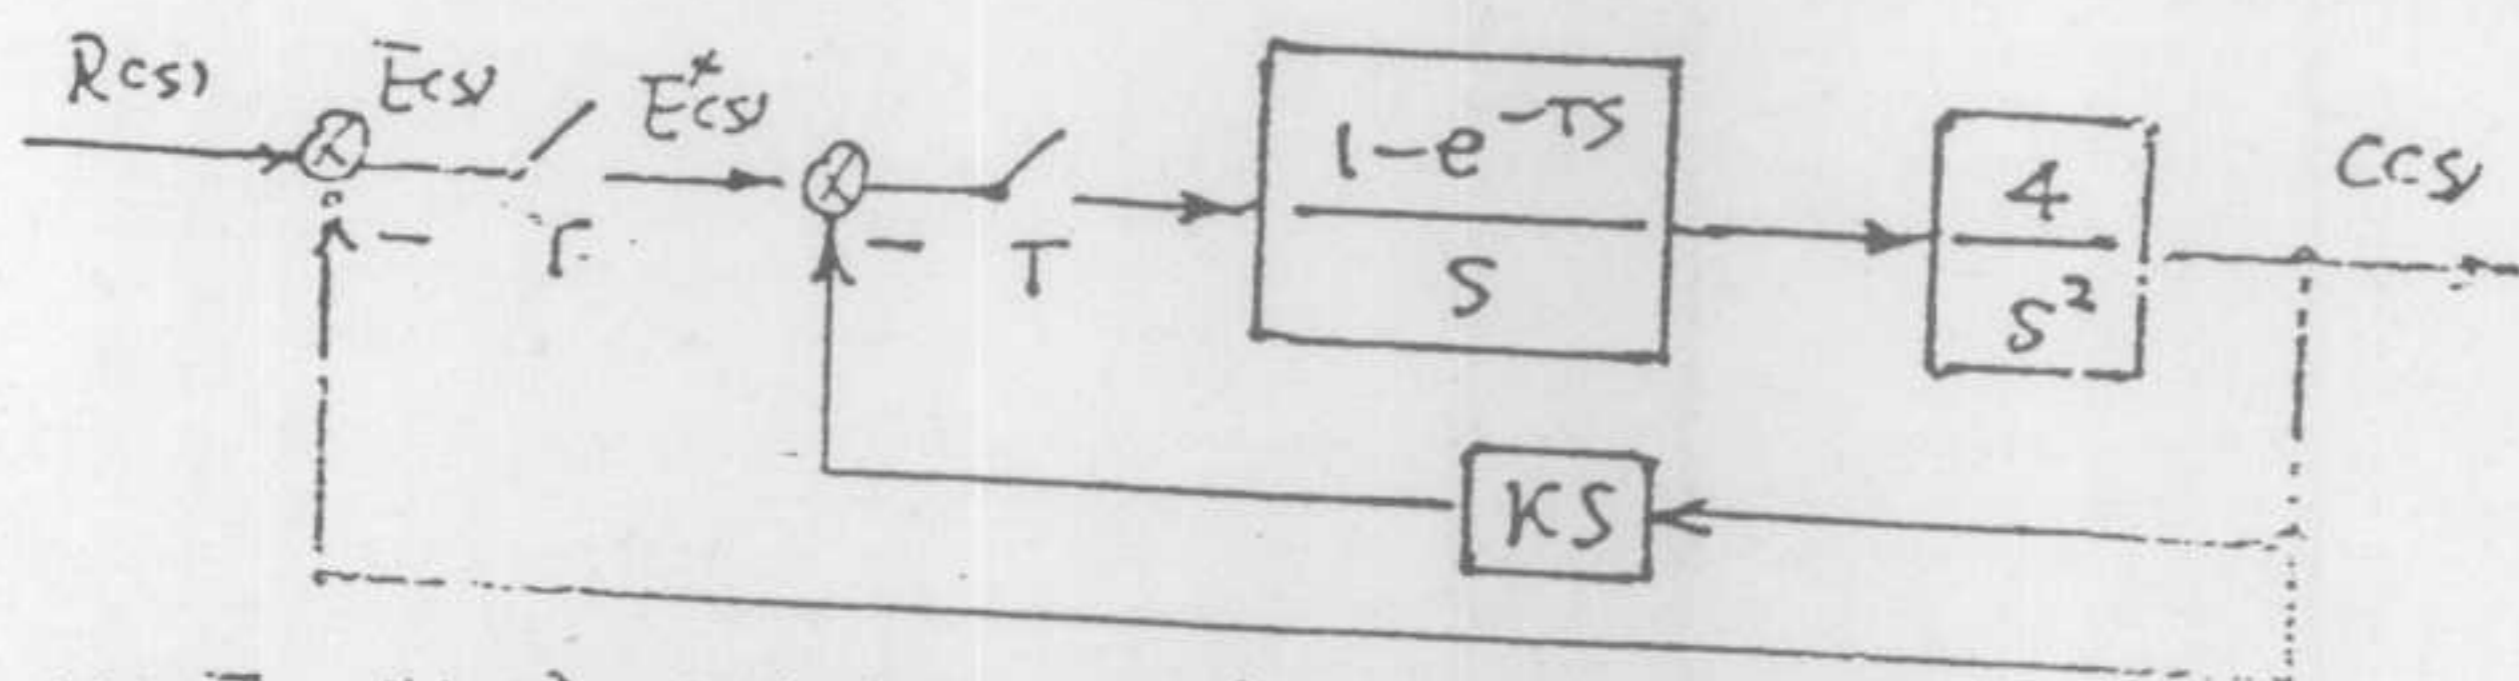 R(s) E(s) E*(s)
- T - T
1-e^{-TS}
S
4
S²
C(s)
KS